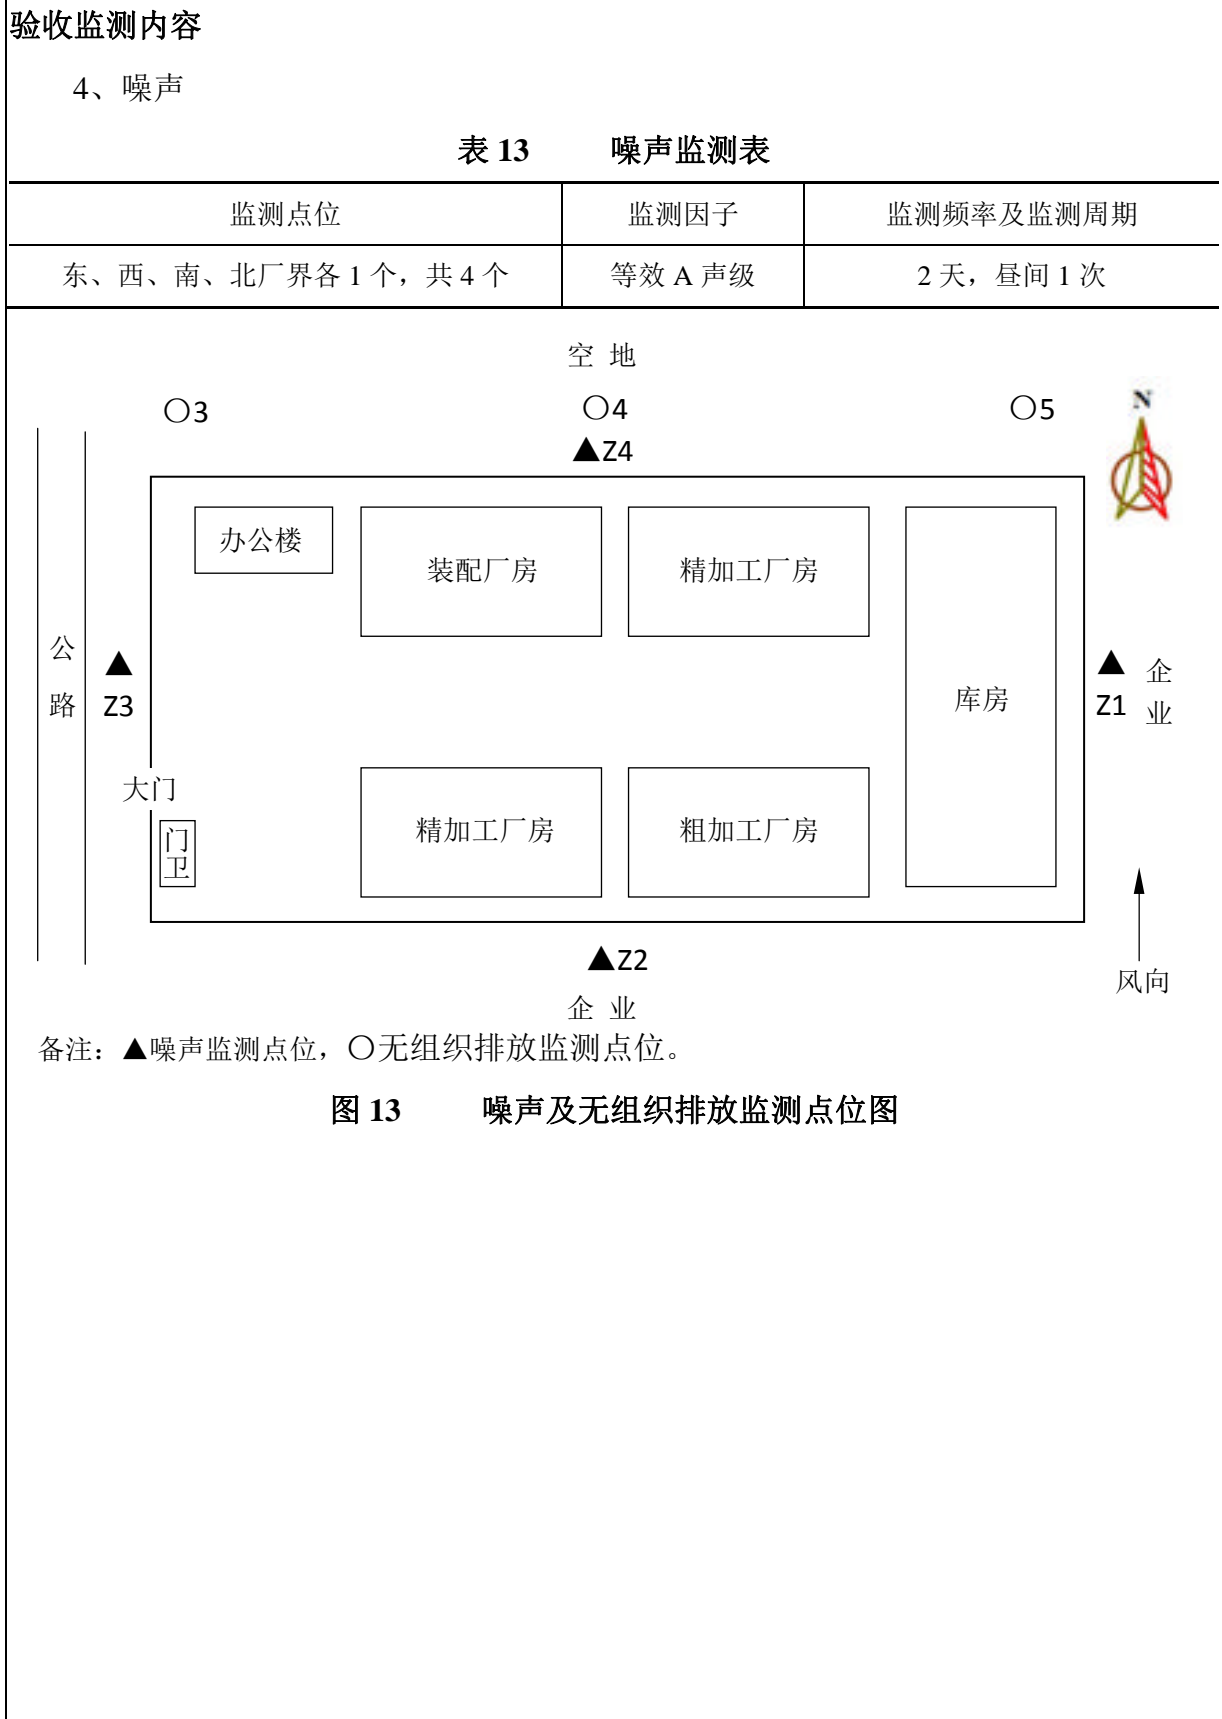 验收监测内容
4、噪声
表 13 噪声监测表
监测点位 监测因子 监测频率及监测周期
东、西、南、北厂界各 1 个，共 4 个 等效 A 声级 2 天，昼间 1 次
空 地
○3 ○4 ○5 N
▲Z4
办公楼
装配厂房 精加工厂房
公路
▲
Z3
库房
▲
Z1
企业
大门
门卫
精加工厂房 粗加工厂房
▲Z2
风向
企 业
备注：▲噪声监测点位，○无组织排放监测点位。
图 13 噪声及无组织排放监测点位图